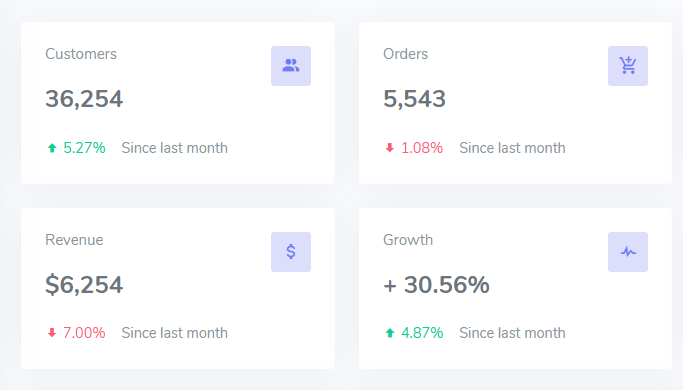 Customers
36,254
5.27% Since last month
Orders
5,543
1.08% Since last month
Revenue
$6,254
7.00% Since last month
Growth
+ 30.56%
4.87% Since last month